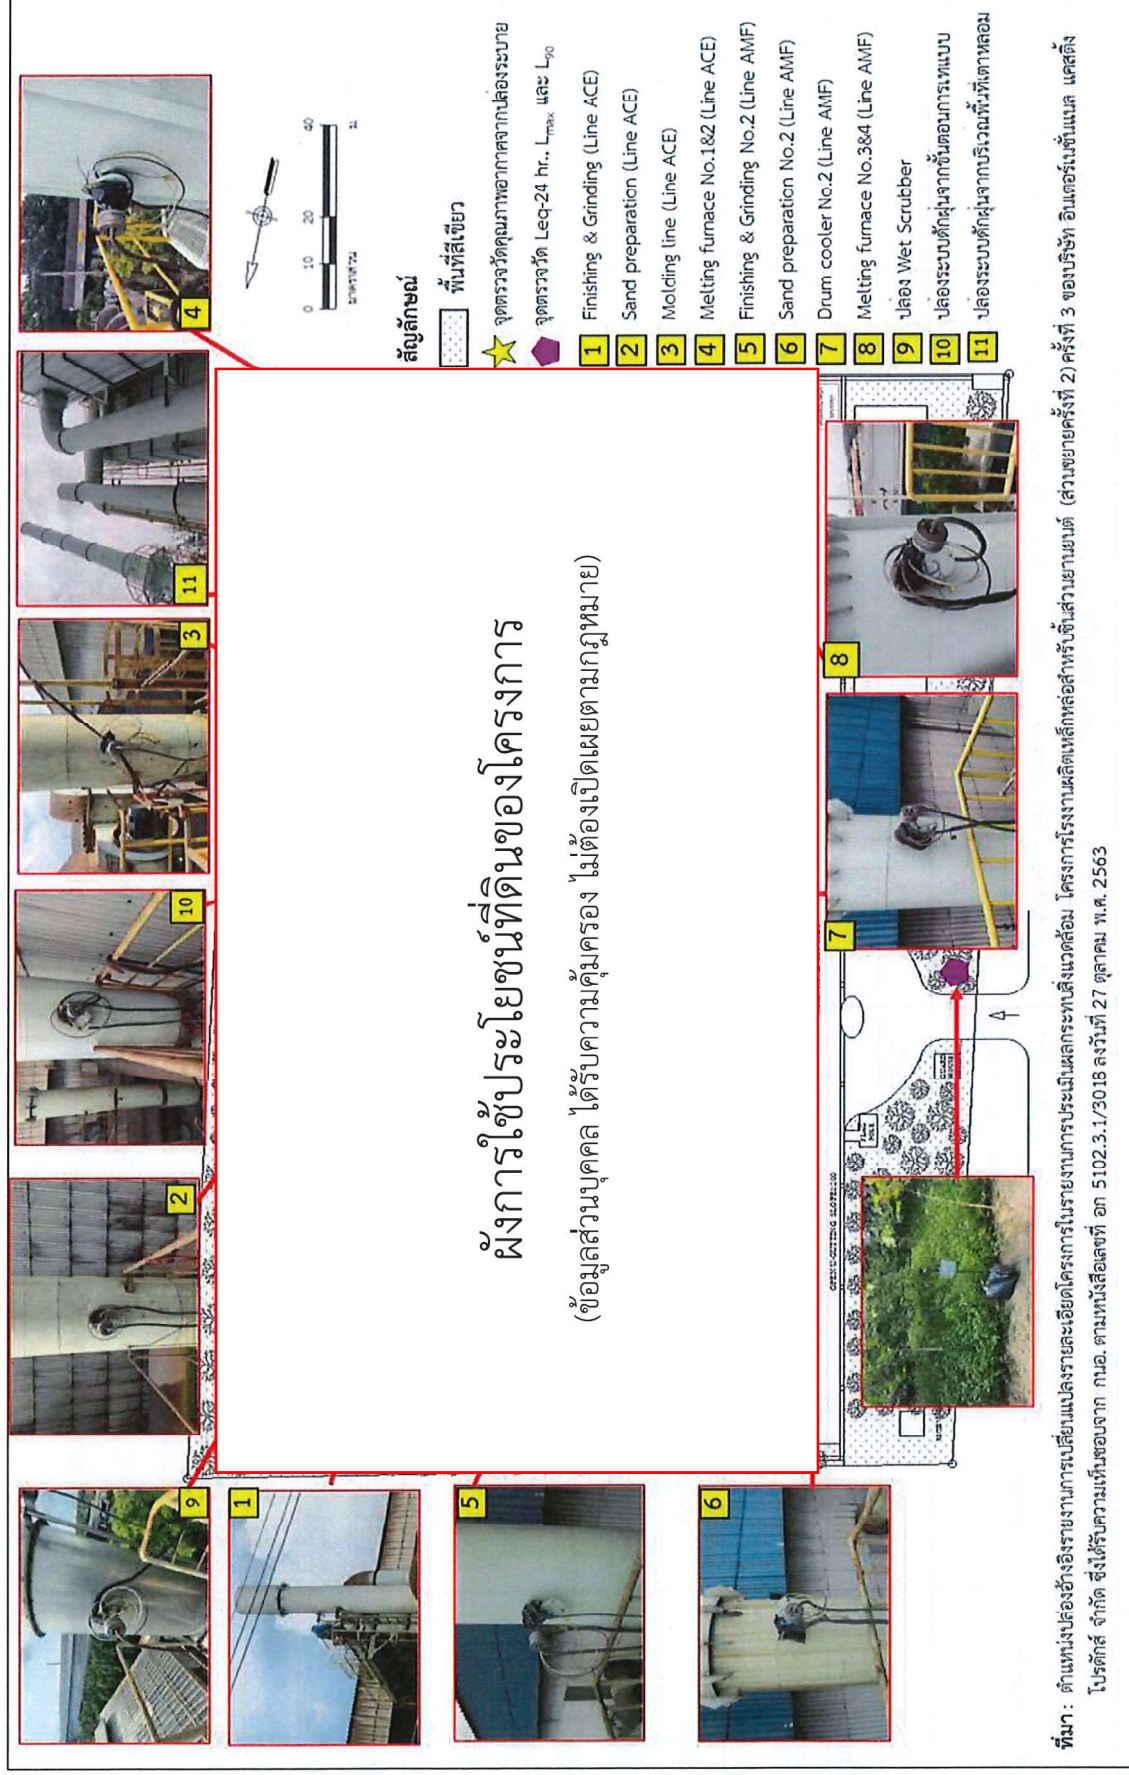 4
11
3
10
2
9
1
5
6
7
8
0 10 20 40
มาตราส่วน ม
สัญลักษณ์
พื้นที่สีเขียว
จุดตรวจวัดคุณภาพอากาศจากปล่องระบาย
จุดตรวจวัด Leq-24 hr., Lmax และ L90
1 Finishing & Grinding (Line ACE)
2 Sand preparation (Line ACE)
3 Molding line (Line ACE)
4 Melting furnace No.1&2 (Line ACE)
5 Finishing & Grinding No.2 (Line AMF)
6 Sand preparation No.2 (Line AMF)
7 Drum cooler No.2 (Line AMF)
8 Melting furnace No.3&4 (Line AMF)
9 ปล่อง Wet Scrubber
10 ปล่องระบบดักฝุ่นจากขั้นตอนการเทแบบ
11 ปล่องระบบดักฝุ่นจากบริเวณพื้นที่เตาหลอม
ผังการใช้ประโยชน์ที่ดินของโครงการ
(ข้อมูลส่วนบุคคล ได้รับความคุ้มครอง ไม่ต้องเปิดเผยตามกฎหมาย)
FLAG POLE
GUARD HOUSE
ที่มา : ตำแหน่งปล่องอ้างอิงรายงานการเปลี่ยนแปลงรายละเอียดโครงการในรายงานการประเมินผลกระทบสิ่งแวดล้อม โครงการโรงงานผลิตเหล็กหล่อสำหรับชิ้นส่วนยานยนต์ (ส่วนขยายครั้งที่ 2) ครั้งที่ 3 ของบริษัท อินเตอร์เนชั่นแนล แคสติ้ง
โปรดักส์ จำกัด ซึ่งได้รับความเห็นชอบจาก กนอ. ตามหนังสือเลขที่ อก 5102.3.1/3018 ลงวันที่ 27 ตุลาคม พ.ศ. 2563